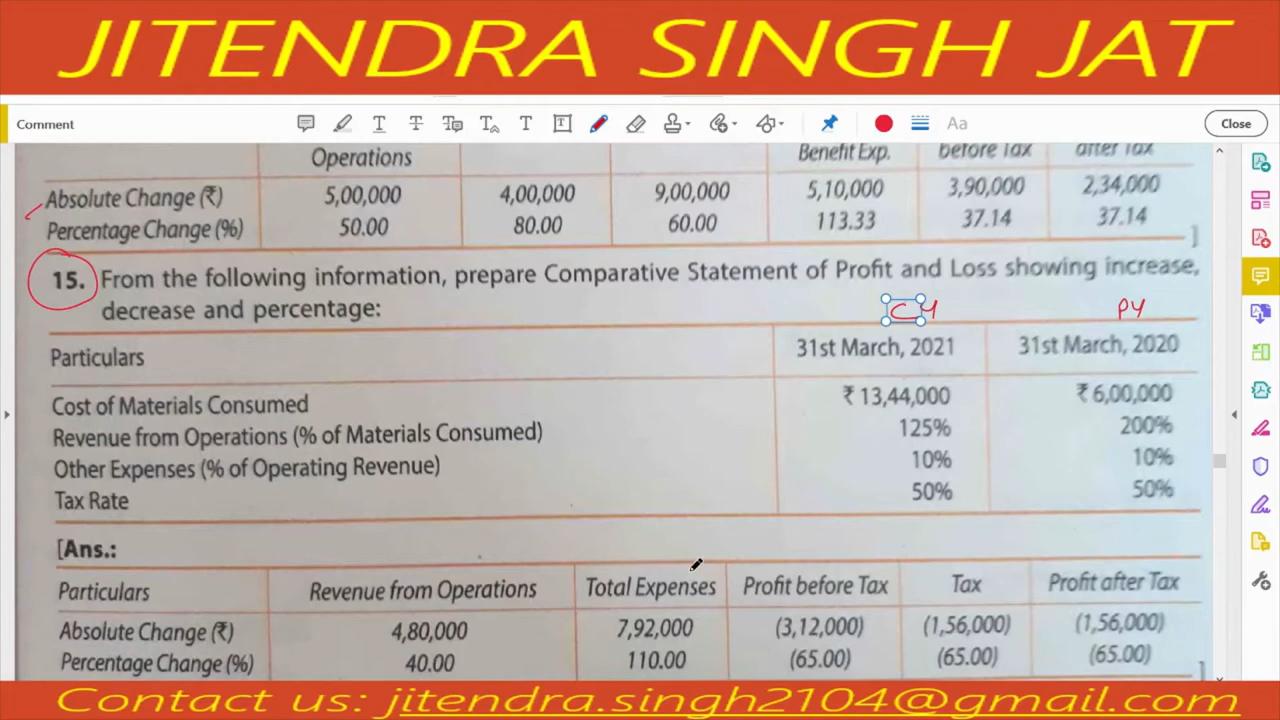 JITENDRA SINGH JAT
Comment
Close
Operations Benefit Exp. before Tax after Tax
Absolute Change (₹) 5,00,000 4,00,000 9,00,000 5,10,000 3,90,000 2,34,000
Percentage Change (%) 50.00 80.00 60.00 113.33 37.14 37.14 ]
15. From the following information, prepare Comparative Statement of Profit and Loss showing increase,
decrease and percentage:
CY PY
Particulars 31st March, 2021 31st March, 2020
Cost of Materials Consumed ₹ 13,44,000 ₹ 6,00,000
Revenue from Operations (% of Materials Consumed) 125% 200%
Other Expenses (% of Operating Revenue) 10% 10%
Tax Rate 50% 50%
[Ans.:
Particulars Revenue from Operations Total Expenses Profit before Tax Tax Profit after Tax
Absolute Change (₹) 4,80,000 7,92,000 (3,12,000) (1,56,000) (1,56,000)
Percentage Change (%) 40.00 110.00 (65.00) (65.00) (65.00) ]
Contact us: jitendra.singh2104@gmail.com